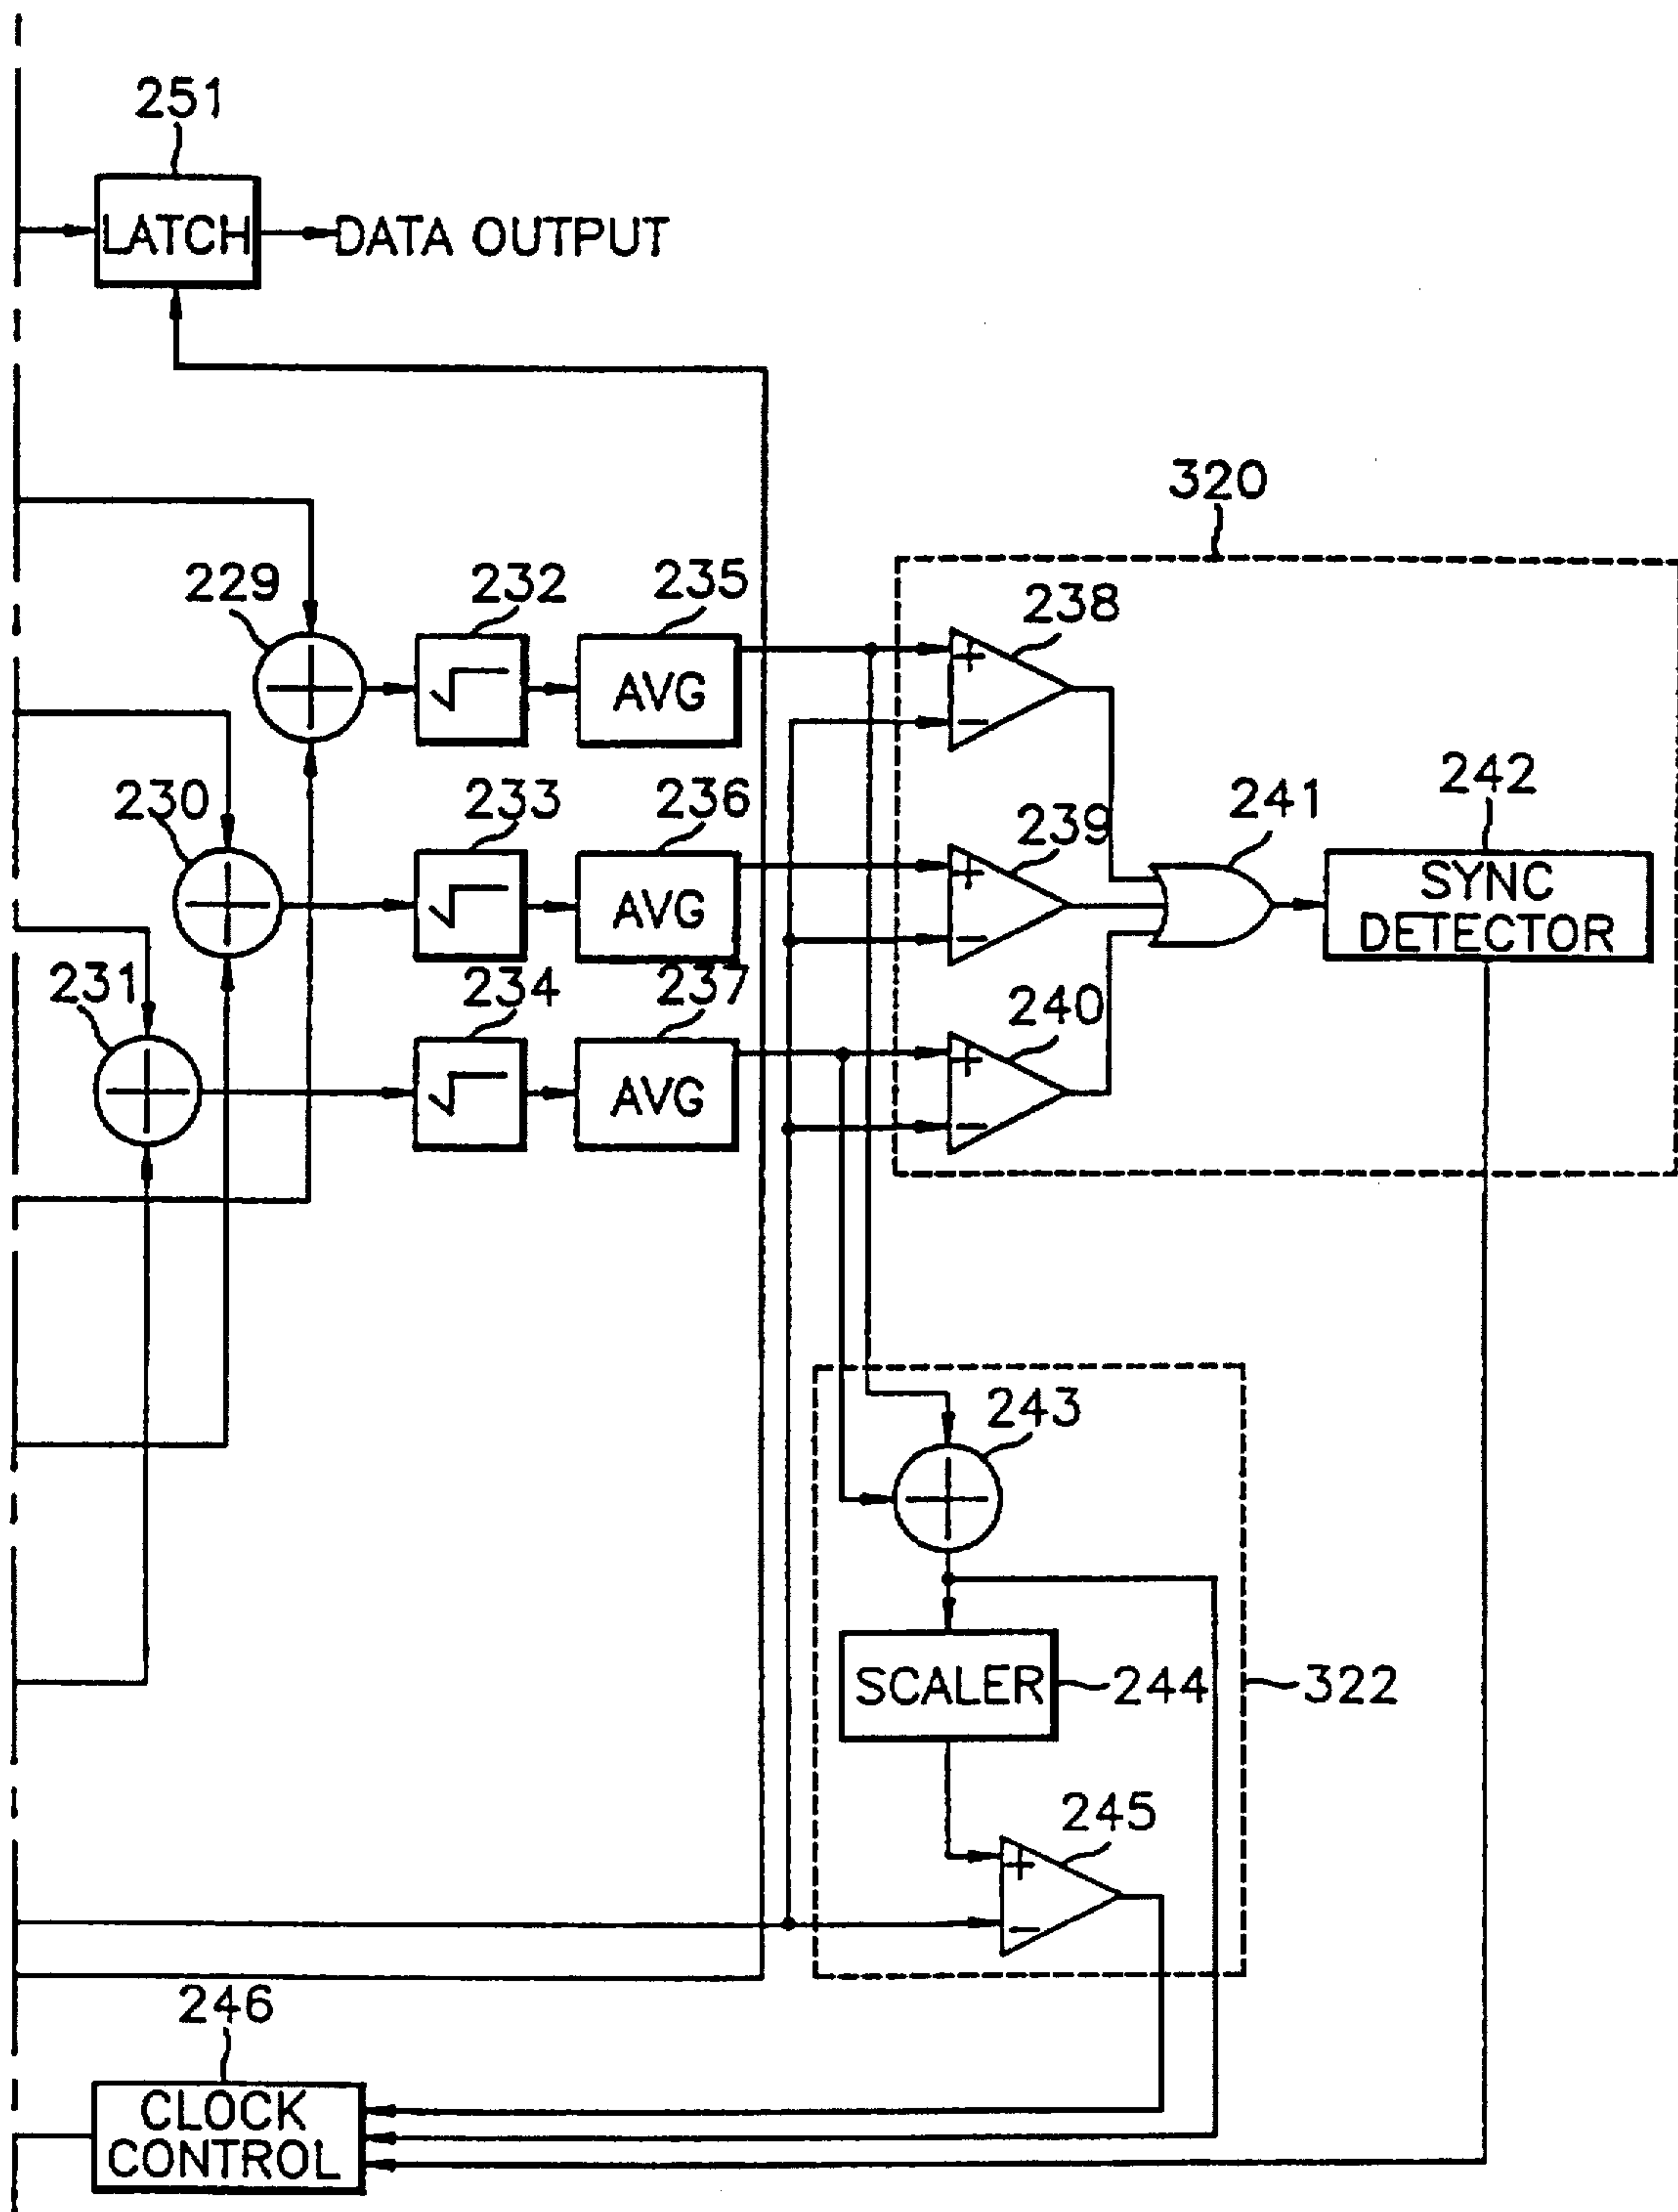 251
LATCH
DATA OUTPUT
320
229
232
235
238
+
−
230
233
236
239
241
242
AVG
+
−
SYNC
DETECTOR
AVG
231
234
237
240
+
−
AVG
243
SCALER
244
322
245
+
−
246
CLOCK
CONTROL